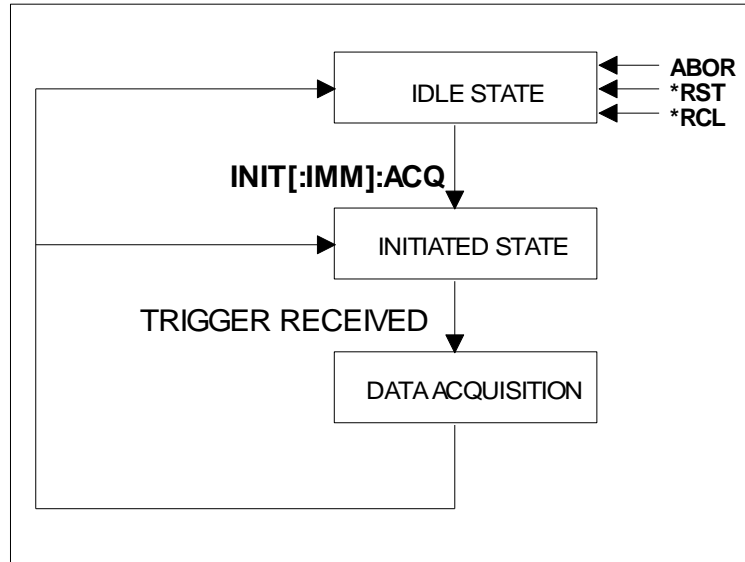 IDLE STATE
ABOR
*RST
*RCL
INIT[:IMM]:ACQ
INITIATED STATE
TRIGGER RECEIVED
DATA ACQUISITION